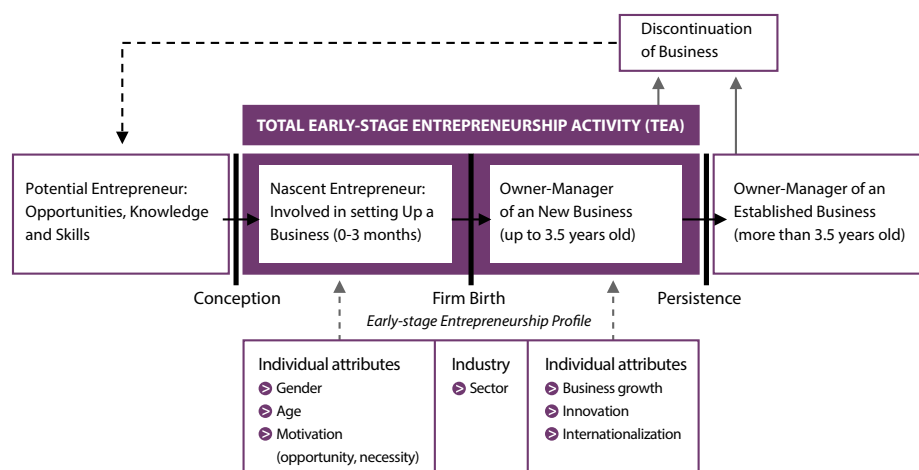 Discontinuation
of Business
TOTAL EARLY-STAGE ENTREPRENEURSHIP ACTIVITY (TEA)
Potential Entrepreneur:
Opportunities, Knowledge
and Skills
Nascent Entrepreneur:
Involved in setting Up a
Business (0-3 months)
Owner-Manager
of an New Business
(up to 3.5 years old)
Owner-Manager of an
Established Business
(more than 3.5 years old)
Conception
Firm Birth
Persistence
Early-stage Entrepreneurship Profile
Individual attributes
Gender
Age
Motivation
(opportunity, necessity)
Industry
Sector
Individual attributes
Business growth
Innovation
Internationalization